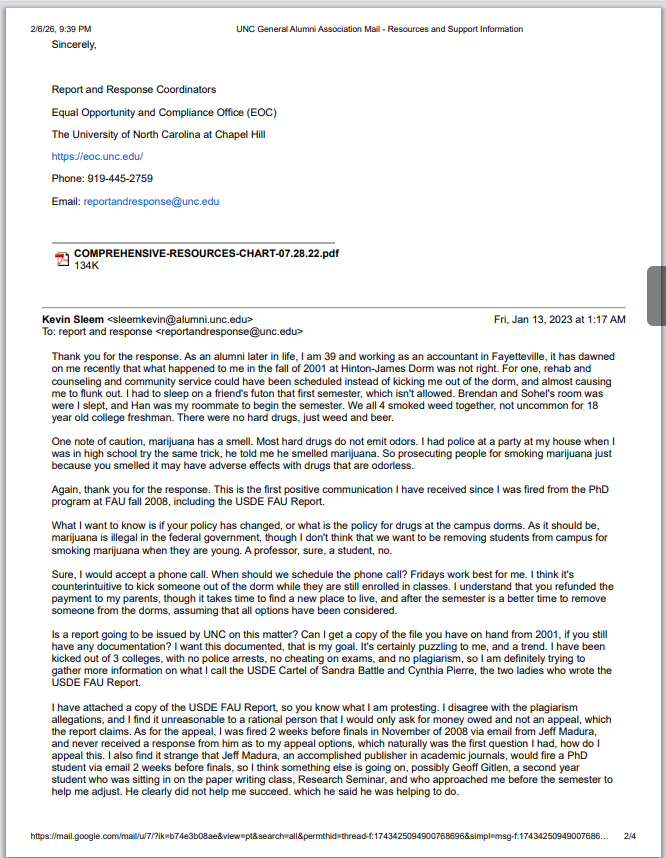 2/6/26, 9:39 PM UNC General Alumni Association Mail - Resources and Support Information
Sincerely,
Report and Response Coordinators
Equal Opportunity and Compliance Office (EOC)
The University of North Carolina at Chapel Hill
https://eoc.unc.edu/
Phone: 919-445-2759
Email: reportandresponse@unc.edu
COMPREHENSIVE-RESOURCES-CHART-07.28.22.pdf
134K
Kevin Sleem <sleemkevin@alumni.unc.edu> Fri, Jan 13, 2023 at 1:17 AM
To: report and response <reportandresponse@unc.edu>
Thank you for the response. As an alumni later in life, I am 39 and working as an accountant in Fayetteville, it has dawned
on me recently that what happened to me in the fall of 2001 at Hinton-James Dorm was not right. For one, rehab and
counseling and community service could have been scheduled instead of kicking me out of the dorm, and almost causing
me to flunk out. I had to sleep on a friend's futon that first semester, which isn't allowed. Brendan and Sohel's room was
were I slept, and Han was my roommate to begin the semester. We all 4 smoked weed together, not uncommon for 18
year old college freshman. There were no hard drugs, just weed and beer.
One note of caution, marijuana has a smell. Most hard drugs do not emit odors. I had police at a party at my house when I
was in high school try the same trick, he told me he smelled marijuana. So prosecuting people for smoking marijuana just
because you smelled it may have adverse effects with drugs that are odorless.
Again, thank you for the response. This is the first positive communication I have received since I was fired from the PhD
program at FAU fall 2008, including the USDE FAU Report.
What I want to know is if your policy has changed, or what is the policy for drugs at the campus dorms. As it should be,
marijuana is illegal in the federal government, though I don't think that we want to be removing students from campus for
smoking marijuana when they are young. A professor, sure, a student, no.
Sure, I would accept a phone call. When should we schedule the phone call? Fridays work best for me. I think it's
counterintuitive to kick someone out of the dorm while they are still enrolled in classes. I understand that you refunded the
payment to my parents, though it takes time to find a new place to live, and after the semester is a better time to remove
someone from the dorms, assuming that all options have been considered.
Is a report going to be issued by UNC on this matter? Can I get a copy of the file you have on hand from 2001, if you still
have any documentation? I want this documented, that is my goal. It's certainly puzzling to me, and a trend. I have been
kicked out of 3 colleges, with no police arrests, no cheating on exams, and no plagiarism, so I am definitely trying to
gather more information on what I call the USDE Cartel of Sandra Battle and Cynthia Pierre, the two ladies who wrote the
USDE FAU Report.
I have attached a copy of the USDE FAU Report, so you know what I am protesting. I disagree with the plagiarism
allegations, and I find it unreasonable to a rational person that I would only ask for money owed and not an appeal, which
the report claims. As for the appeal, I was fired 2 weeks before finals in November of 2008 via email from Jeff Madura,
and never received a response from him as to my appeal options, which naturally was the first question I had, how do I
appeal this. I also find it strange that Jeff Madura, an accomplished publisher in academic journals, would fire a PhD
student via email 2 weeks before finals, so I think something else is going on, possibly Geoff Gitlen, a second year
student who was sitting in on the paper writing class, Research Seminar, and who approached me before the semester to
help me adjust. He clearly did not help me succeed. which he said he was helping to do.
https://mail.google.com/mail/u/7/?ik=b74e3b08ae&view=pt&search=all&permthid=thread-f:1743425094900768696&simpl=msg-f:17434250949007686… 2/4